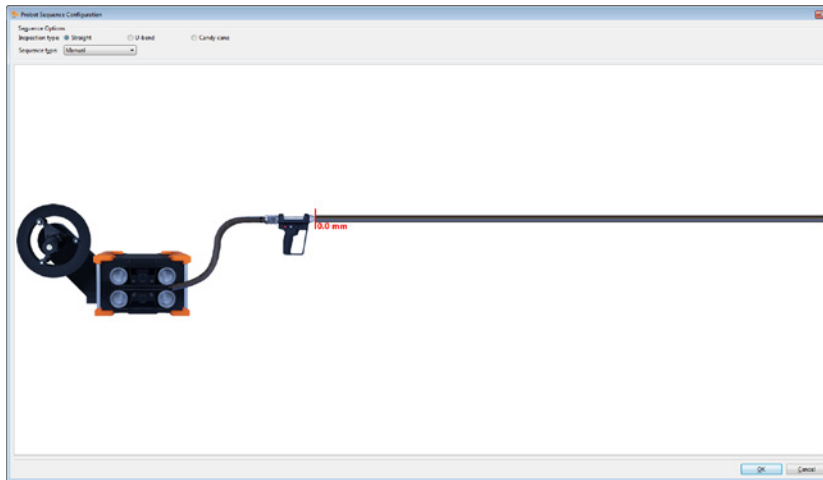 Probot Sequence Configuration
Sequence Options
Inspection type: Straight U-bend Candy cane
Sequence type: Manual
0.0 mm
OK Cancel